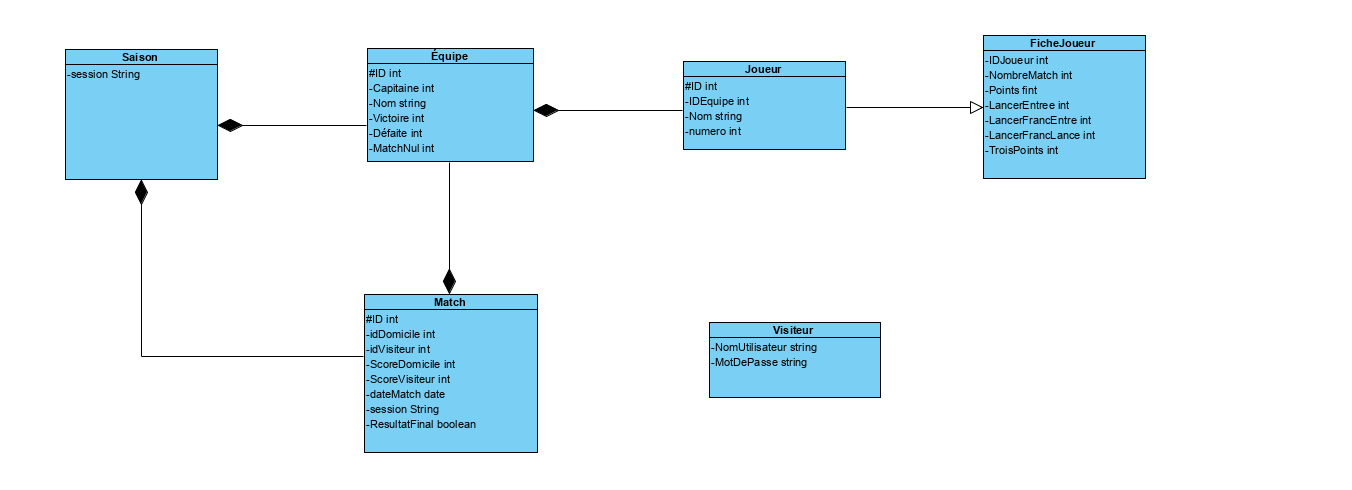 Saison
-session String
Équipe
#ID int
-Capitaine int
-Nom string
-Victoire int
-Défaite int
-MatchNul int
Joueur
#ID int
-IDEquipe int
-Nom string
-numero int
FicheJoueur
-IDJoueur int
-NombreMatch int
-Points fint
-LancerEntree int
-LancerFrancEntre int
-LancerFrancLance int
-TroisPoints int
Match
#ID int
-idDomicile int
-idVisiteur int
-ScoreDomicile int
-ScoreVisiteur int
-dateMatch date
-session String
-ResultatFinal boolean
Visiteur
-NomUtilisateur string
-MotDePasse string